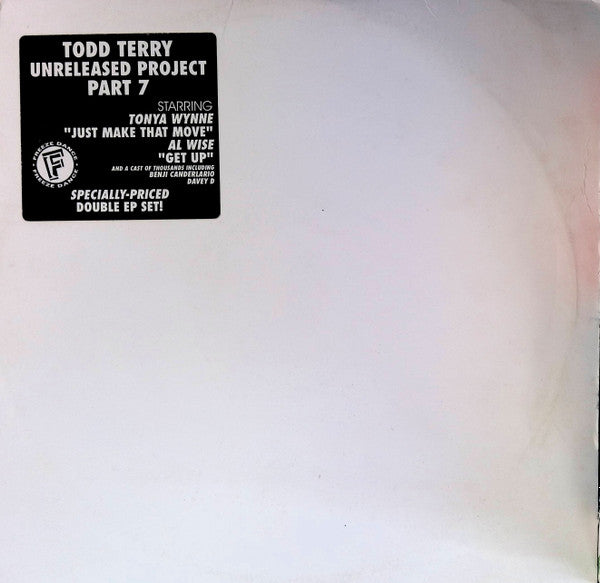 TODD TERRY
UNRELEASED PROJECT
PART 7
STARRING
TONYA WYNNE
"JUST MAKE THAT MOVE"
AL WISE
"GET UP"
AND A CAST OF THOUSANDS INCLUDING
BENJI CANDERLARIO
DAVEY D
FREEZE DANCE
F
FREEZE DANCE
SPECIALLY-PRICED
DOUBLE EP SET!